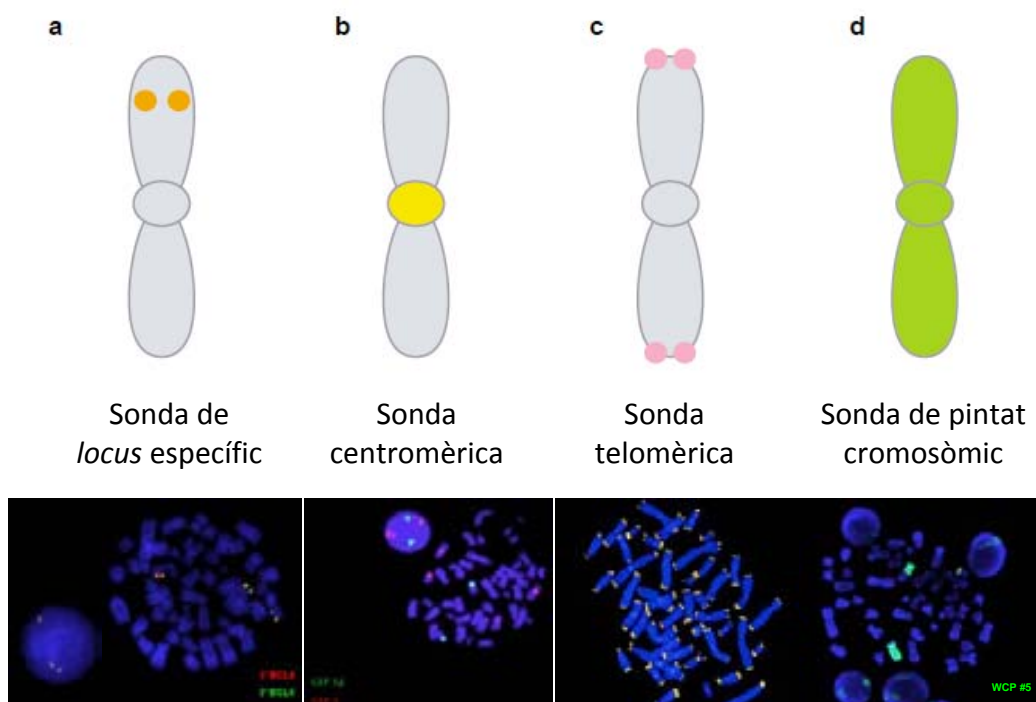 a
b
c
d
Sonda de
locus específic
Sonda
centromèrica
Sonda
telomèrica
Sonda de pintat
cromosòmic
WCP #5